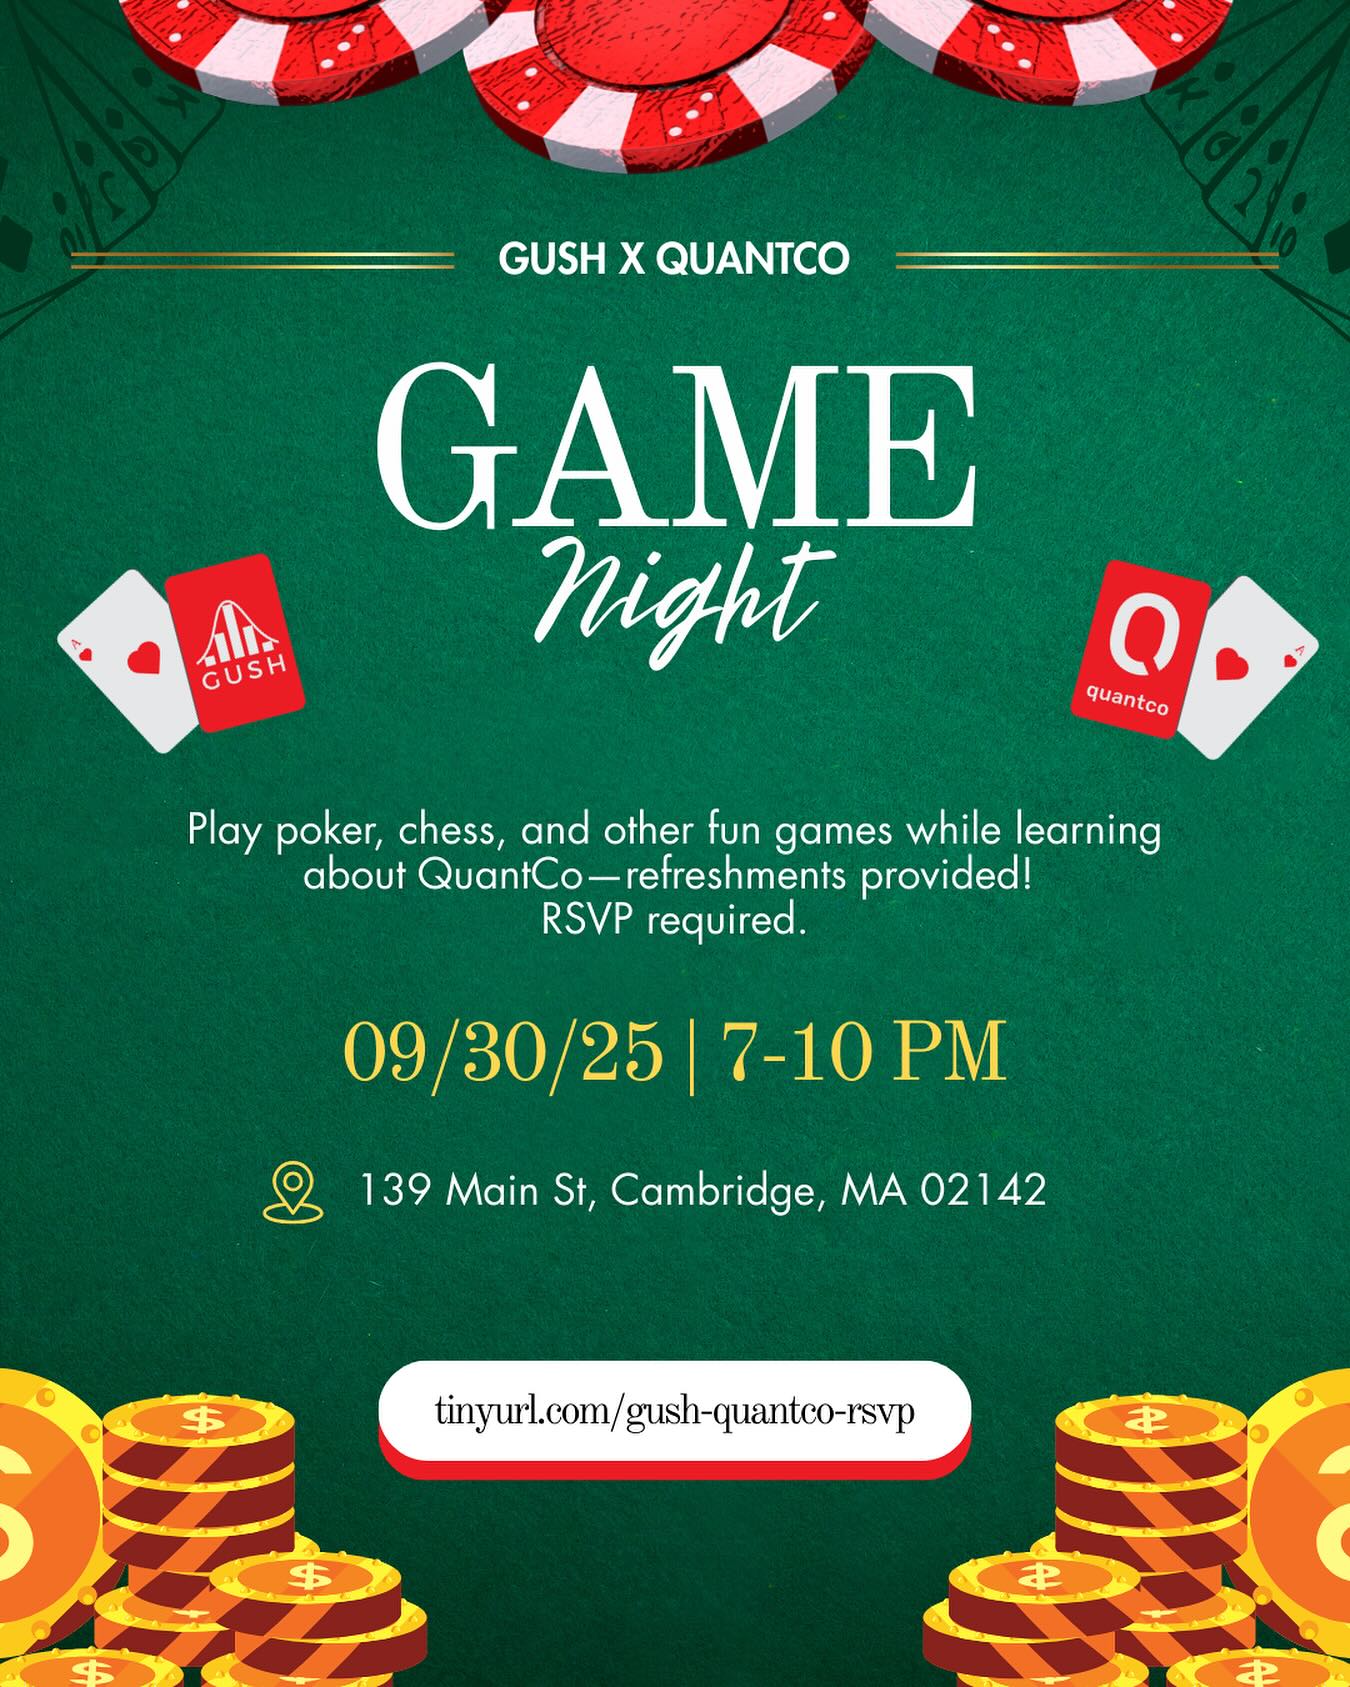 GUSH X QUANTCO
GAME
Night
A
GUSH
Q
quantco
A
Play poker, chess, and other fun games while learning
about QuantCo—refreshments provided!
RSVP required.
09/30/25 | 7-10 PM
139 Main St, Cambridge, MA 02142
tinyurl.com/gush-quantco-rsvp